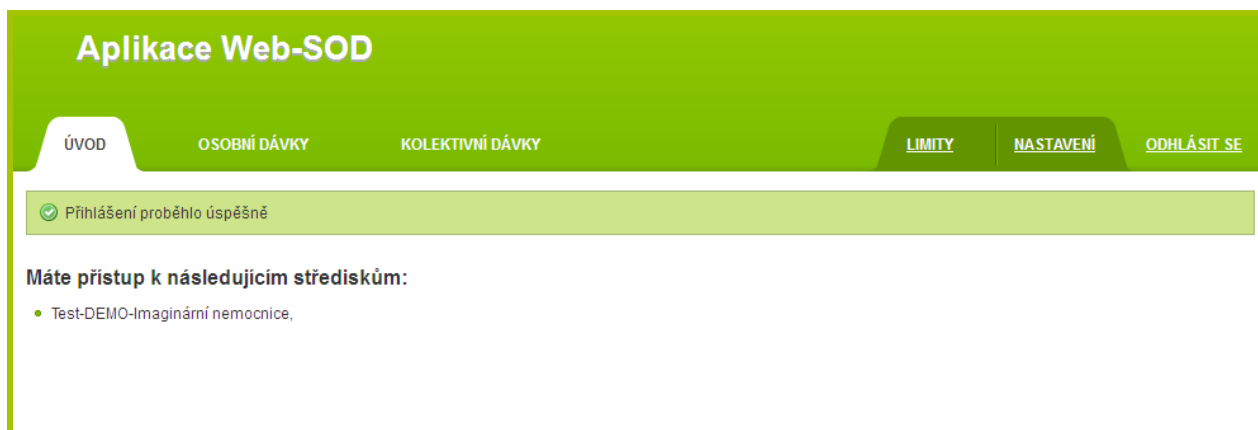 Aplikace Web-SOD
ÚVOD OSOBNÍ DÁVKY KOLEKTIVNÍ DÁVKY LIMITY NASTAVENÍ ODHLÁSIT SE
Přihlášení proběhlo úspěšně
Máte přístup k následujícím střediskům:
Test-DEMO-Imaginární nemocnice,